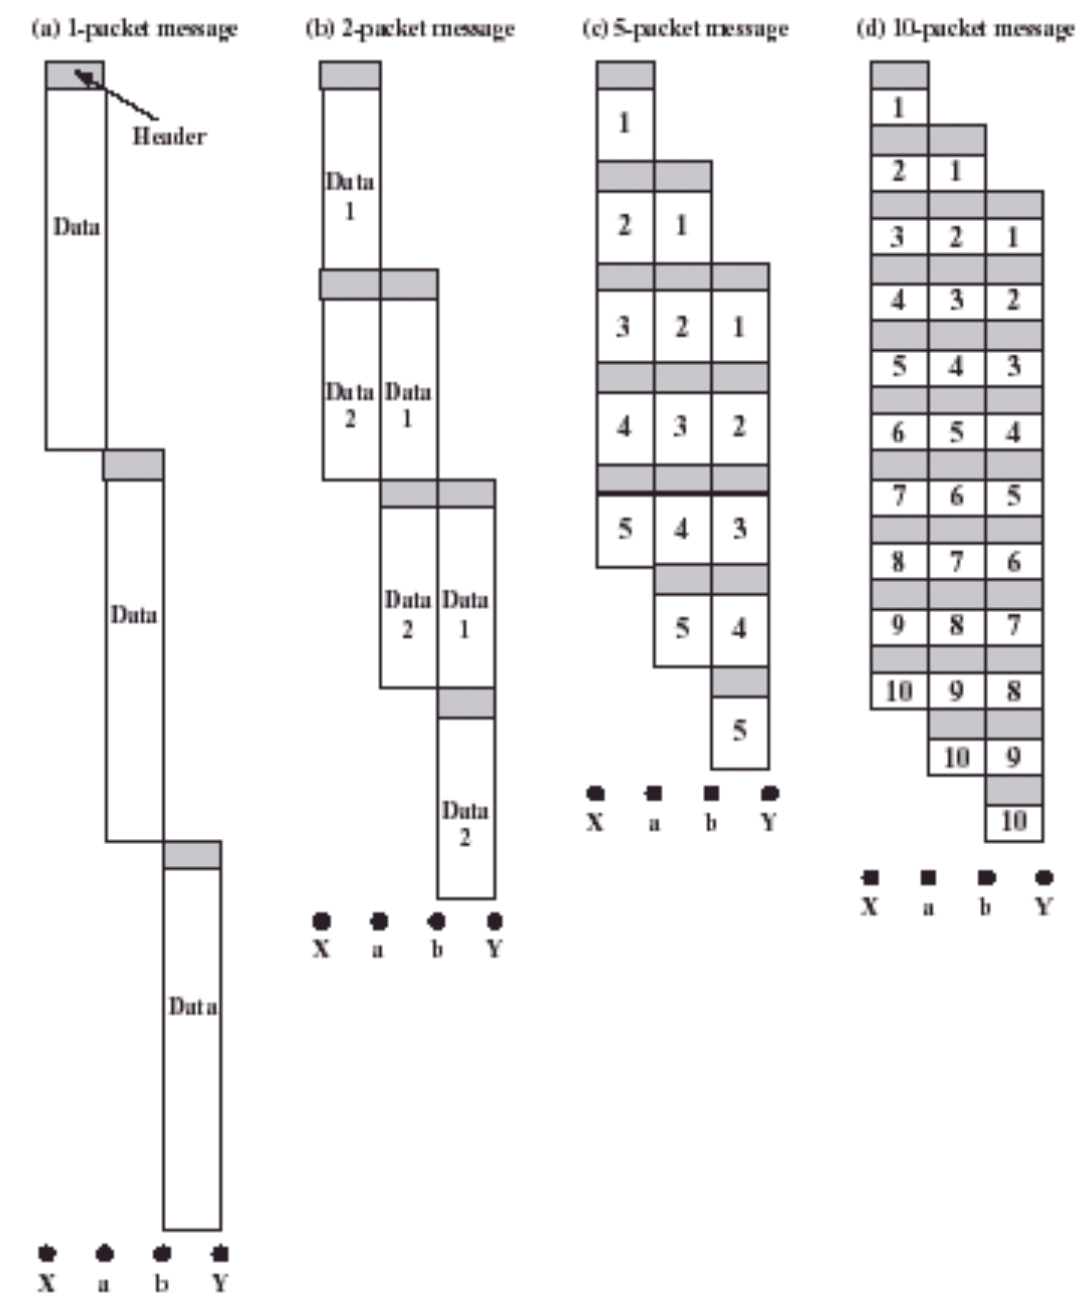 (a) 1-packet message
Header
Data
Data
Data
X a b Y
(b) 2-packet message
Data 1
Data 2 Data 1
Data 2 Data 1
Data 2
X a b Y
(c) 5-packet message
1
2 1
3 2 1
4 3 2
5 4 3
5 4
5
X a b Y
(d) 10-packet message
1
2 1
3 2 1
4 3 2
5 4 3
6 5 4
7 6 5
8 7 6
9 8 7
10 9 8
10 9
10
X a b Y